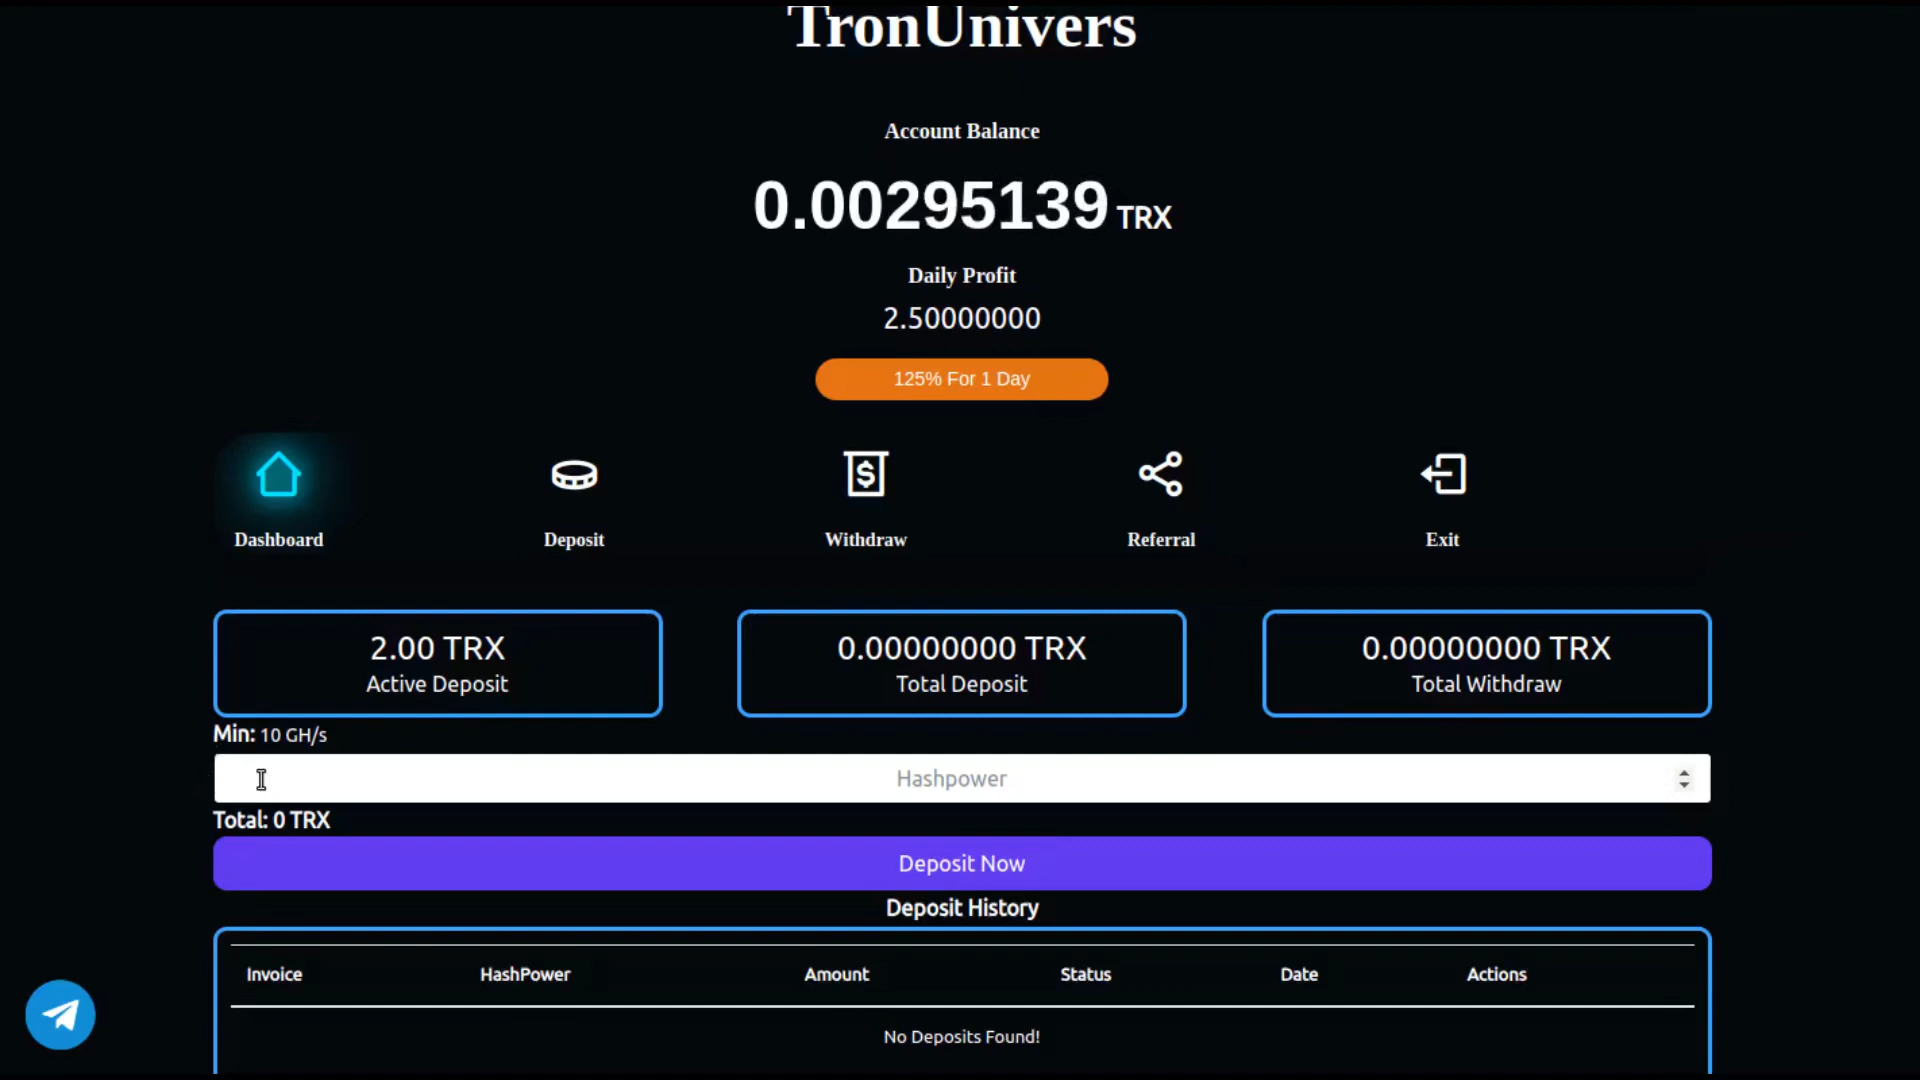 TronUnivers
Account Balance
0.00295139 TRX
Daily Profit
2.50000000
125% For 1 Day
Dashboard Deposit Withdraw Referral Exit
2.00 TRX 0.00000000 TRX 0.00000000 TRX
Active Deposit Total Deposit Total Withdraw
Min: 10 GH/s
Hashpower
Total: 0 TRX
Deposit Now
Deposit History
Invoice HashPower Amount Status Date Actions
No Deposits Found!